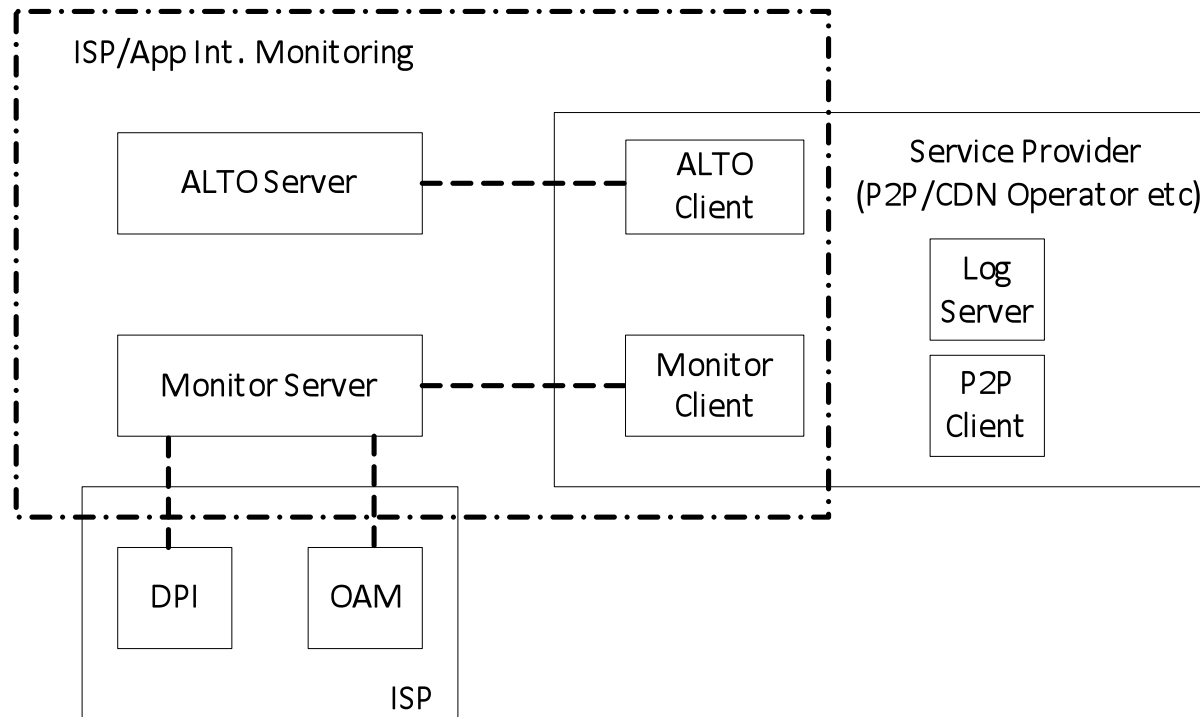 ISP/App Int. Monitoring
ALTO Server
ALTO
Client
Service Provider
(P2P/CDN Operator etc)
Log
Server
Monitor Server
Monitor
Client
P2P
Client
DPI
OAM
ISP